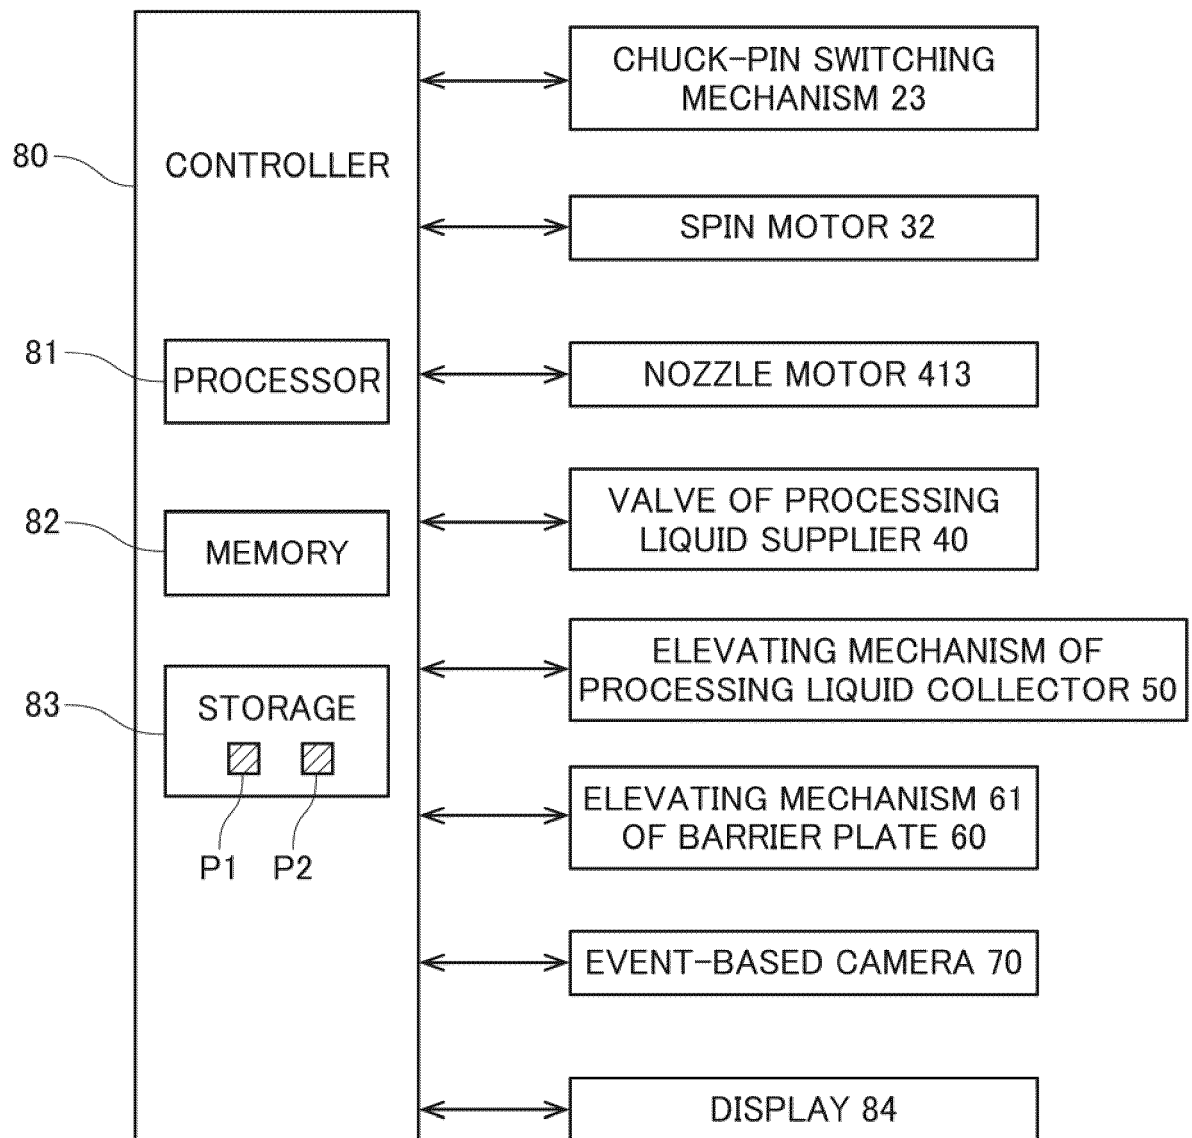 80
CONTROLLER
81
PROCESSOR
82
MEMORY
83
STORAGE
P1
P2
CHUCK-PIN SWITCHING
MECHANISM 23
SPIN MOTOR 32
NOZZLE MOTOR 413
VALVE OF PROCESSING
LIQUID SUPPLIER 40
ELEVATING MECHANISM OF
PROCESSING LIQUID COLLECTOR 50
ELEVATING MECHANISM 61
OF BARRIER PLATE 60
EVENT-BASED CAMERA 70
DISPLAY 84